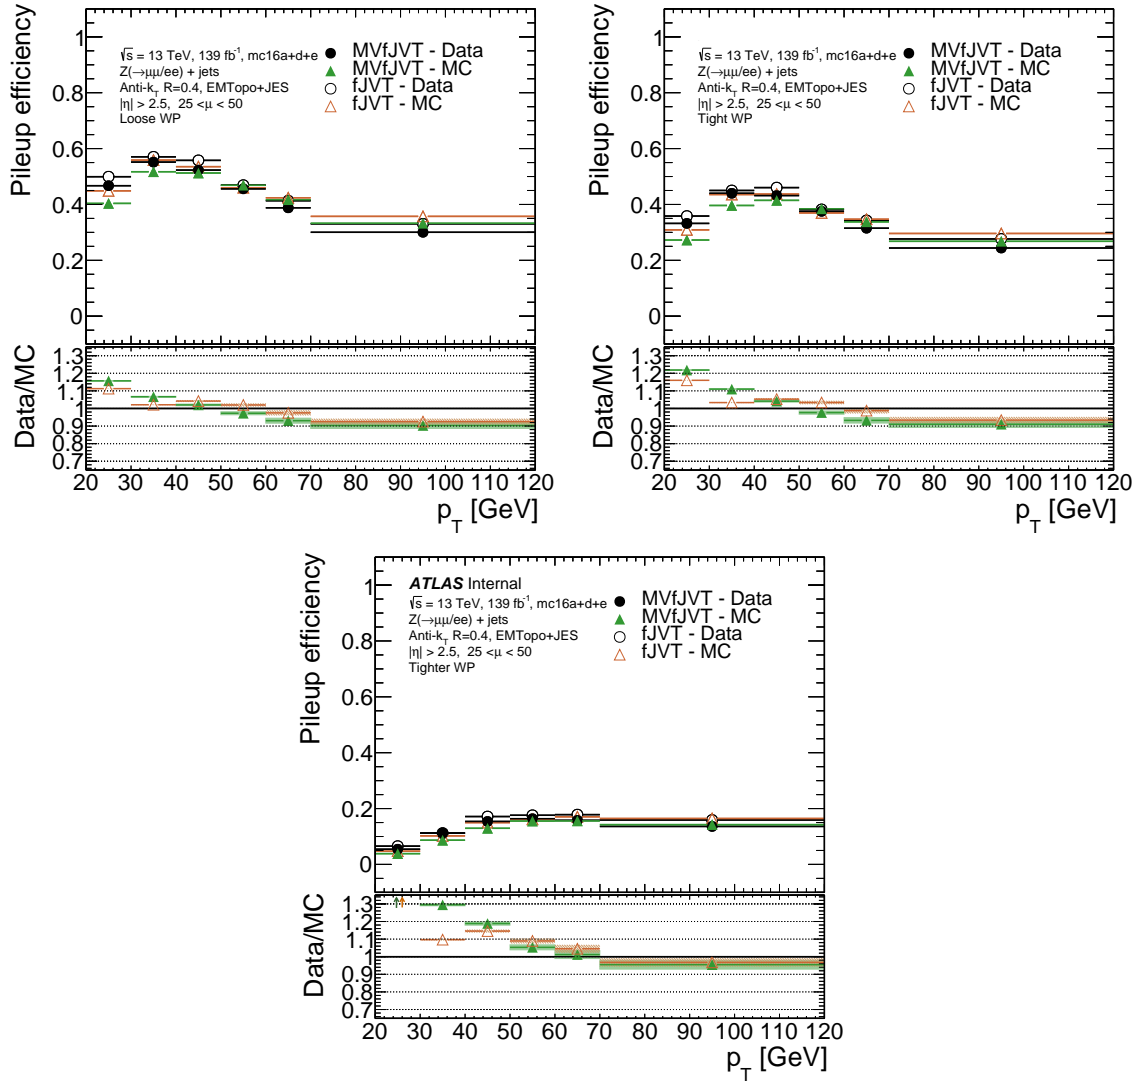 Pileup efficiency
1
0.8
0.6
0.4
0.2
0
√s = 13 TeV, 139 fb⁻¹, mc16a+d+e
Z(→μμ/ee) + jets
Anti-k_T R=0.4, EMTopo+JES
|η| > 2.5, 25 <μ < 50
Loose WP
MVfJVT - Data
MVfJVT - MC
fJVT - Data
fJVT - MC
Data/MC
1.3
1.2
1.1
1
0.9
0.8
0.7
20 30 40 50 60 70 80 90 100 110 120
p_T [GeV]
Pileup efficiency
1
0.8
0.6
0.4
0.2
0
√s = 13 TeV, 139 fb⁻¹, mc16a+d+e
Z(→μμ/ee) + jets
Anti-k_T R=0.4, EMTopo+JES
|η| > 2.5, 25 <μ < 50
Tight WP
MVfJVT - Data
MVfJVT - MC
fJVT - Data
fJVT - MC
Data/MC
1.3
1.2
1.1
1
0.9
0.8
0.7
20 30 40 50 60 70 80 90 100 110 120
p_T [GeV]
Pileup efficiency
1
0.8
0.6
0.4
0.2
0
ATLAS Internal
√s = 13 TeV, 139 fb⁻¹, mc16a+d+e
Z(→μμ/ee) + jets
Anti-k_T R=0.4, EMTopo+JES
|η| > 2.5, 25 <μ < 50
Tighter WP
MVfJVT - Data
MVfJVT - MC
fJVT - Data
fJVT - MC
Data/MC
1.3
1.2
1.1
1
0.9
0.8
0.7
20 30 40 50 60 70 80 90 100 110 120
p_T [GeV]